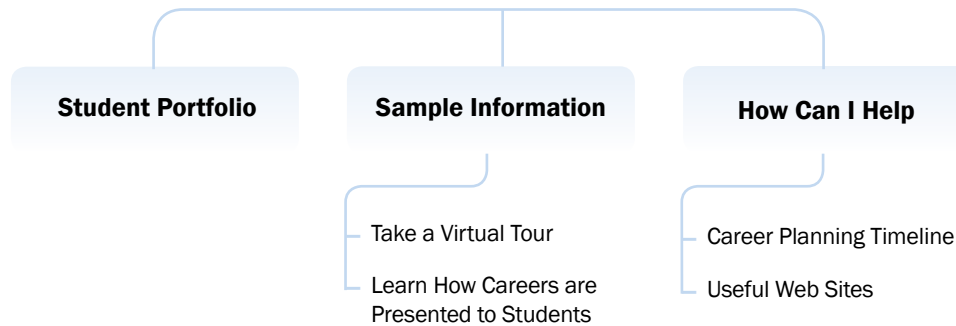 Student Portfolio
Sample Information
How Can I Help
Take a Virtual Tour
Learn How Careers are
Presented to Students
Career Planning Timeline
Useful Web Sites